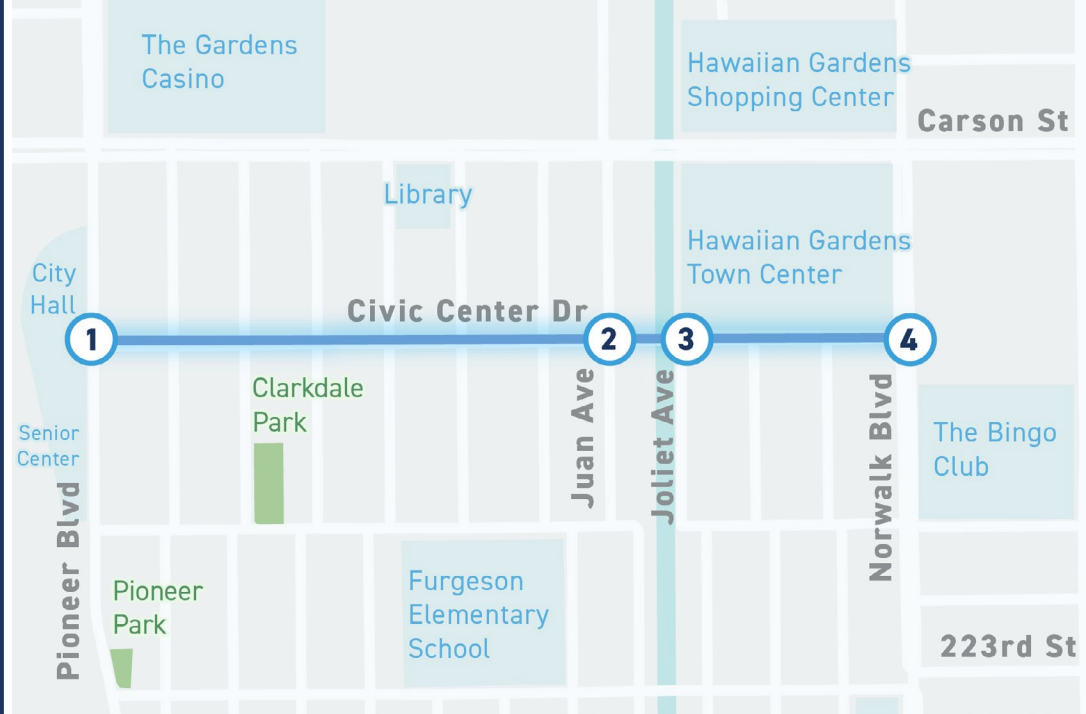 The Gardens
Casino
Hawaiian Gardens
Shopping Center
Carson St
Library
Hawaiian Gardens
Town Center
City
Hall
Civic Center Dr
1
2
3
4
Clarkdale
Park
Juan Ave
Joliet Ave
Norwalk Blvd
The Bingo
Club
Senior
Center
Pioneer Blvd
Pioneer
Park
Furgeson
Elementary
School
223rd St